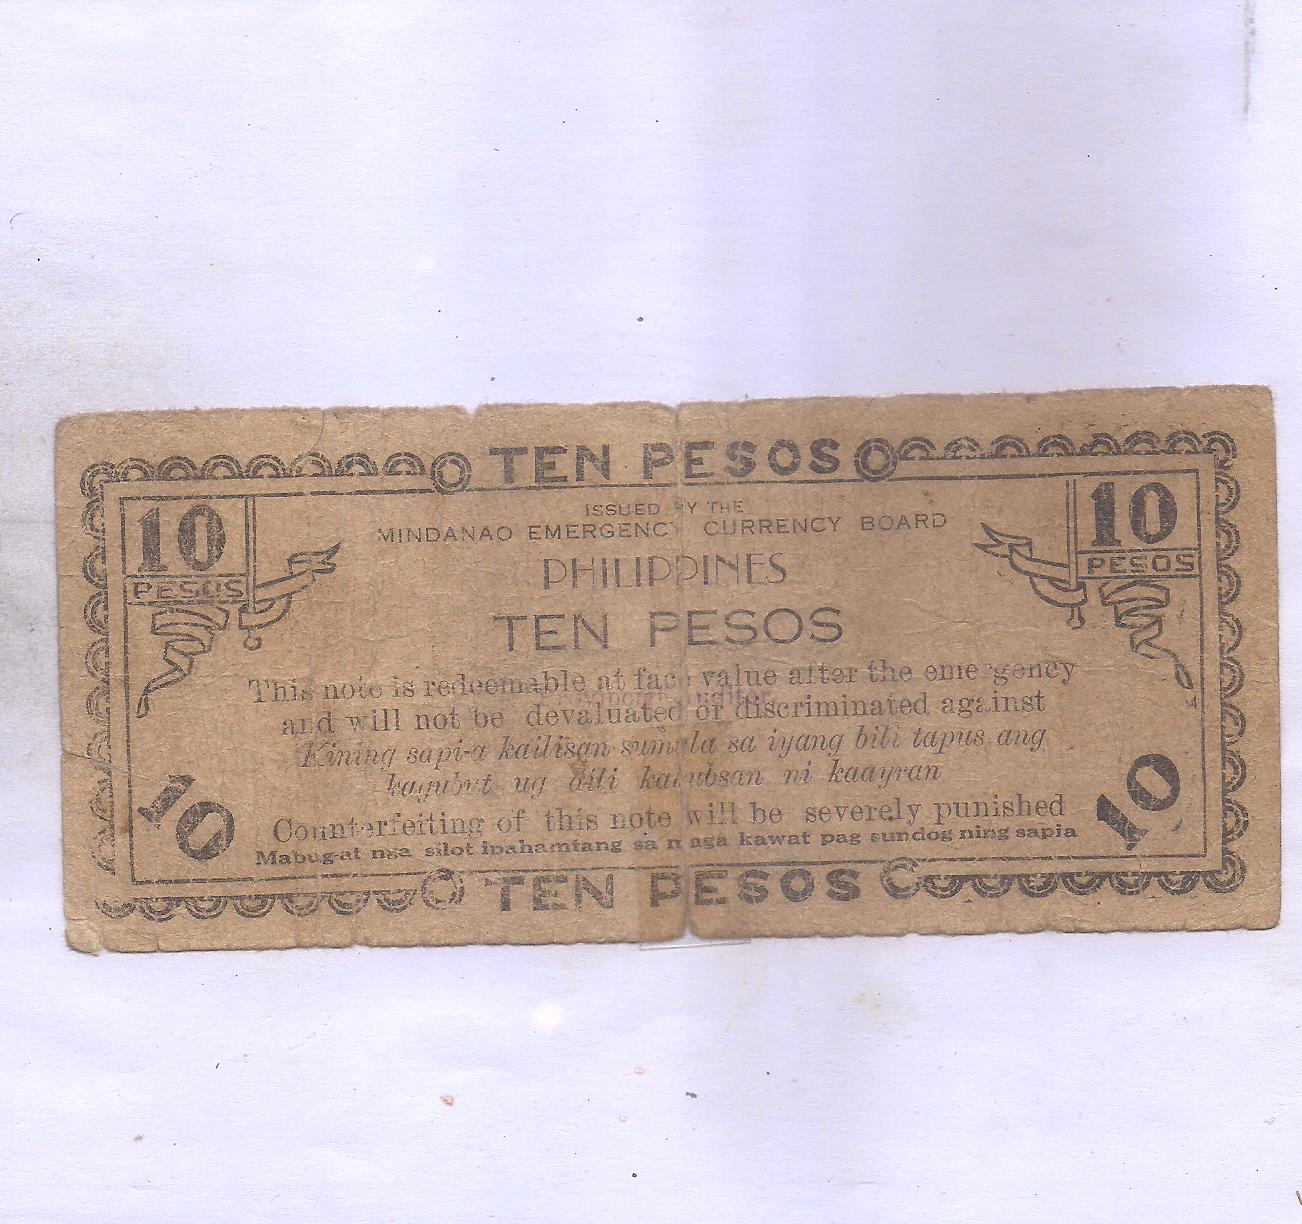 TEN PESOS
10 PESOS
10 PESOS
ISSUED BY THE
MINDANAO EMERGENCY CURRENCY BOARD
PHILIPPINES
TEN PESOS
This note is redeemable at face value after the emergency
and will not be devaluated or discriminated against
Kining sapi-a kailisan sumala sa iyang bili tapus ang
kagubut ug dili kakubsan ni kaayran
Counterfeiting of this note will be severely punished
Mabug-at nga silot ipahamtang sa maga kawat pag sundog ning sapia
10
10
TEN PESOS